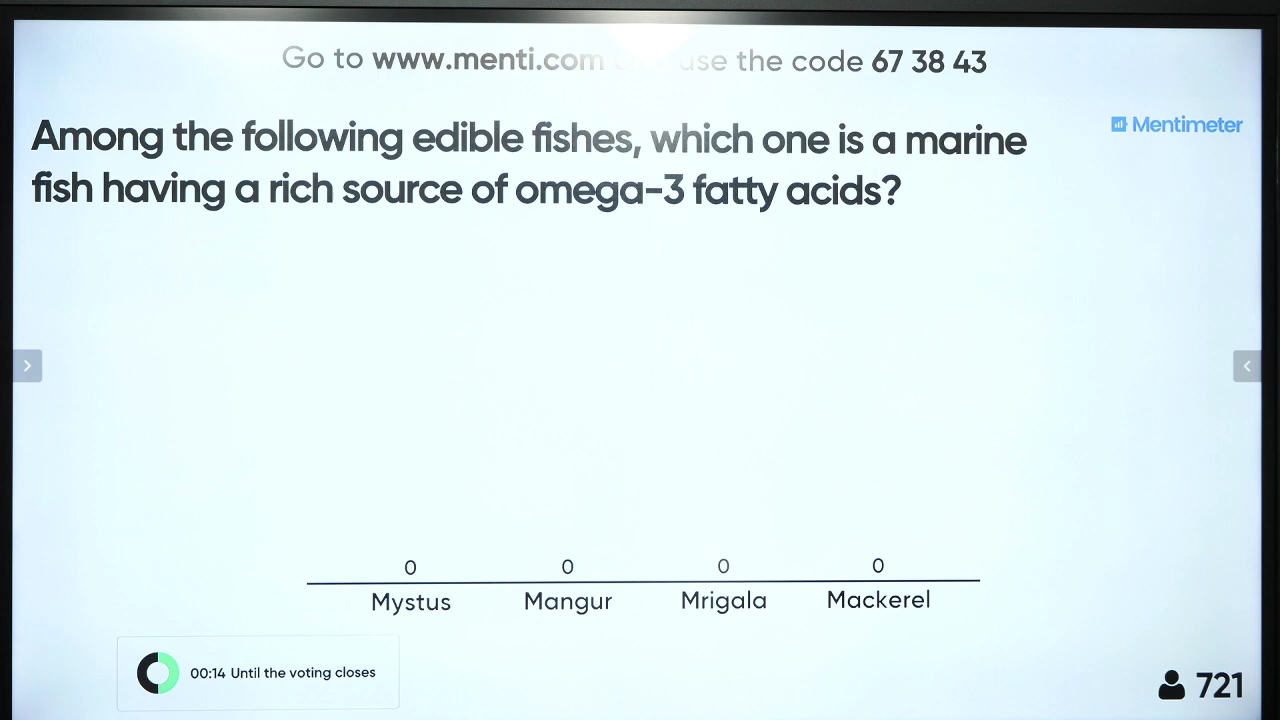 Go to www.menti.com use the code 67 38 43
Mentimeter
Among the following edible fishes, which one is a marine
fish having a rich source of omega-3 fatty acids?
0 0 0 0
Mystus Mangur Mrigala Mackerel
00:14 Until the voting closes
721